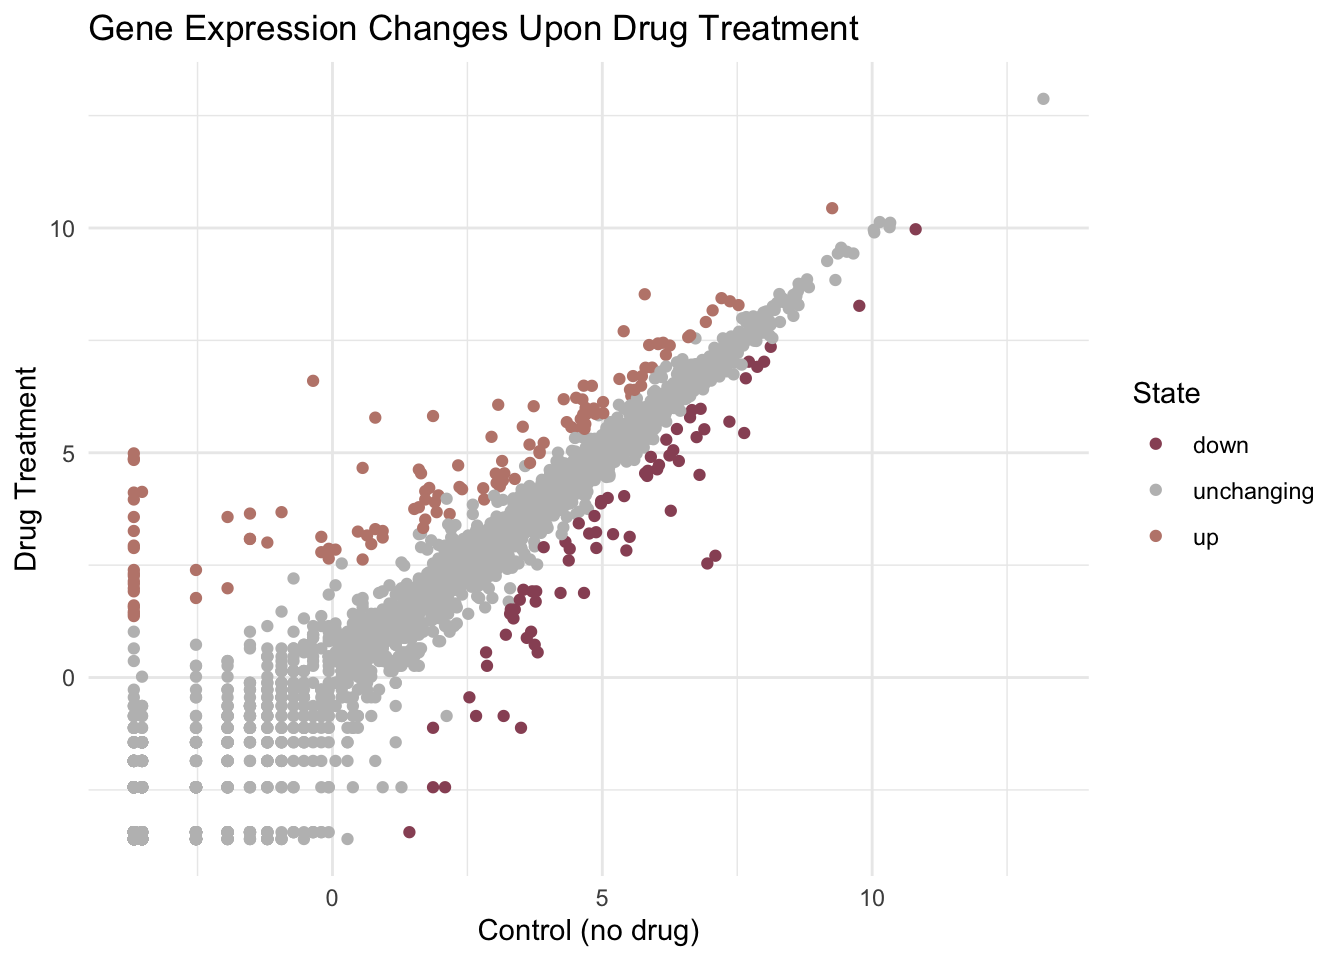 Gene Expression Changes Upon Drug Treatment
Drug Treatment
10
5
0
0
5
10
Control (no drug)
State
down
unchanging
up